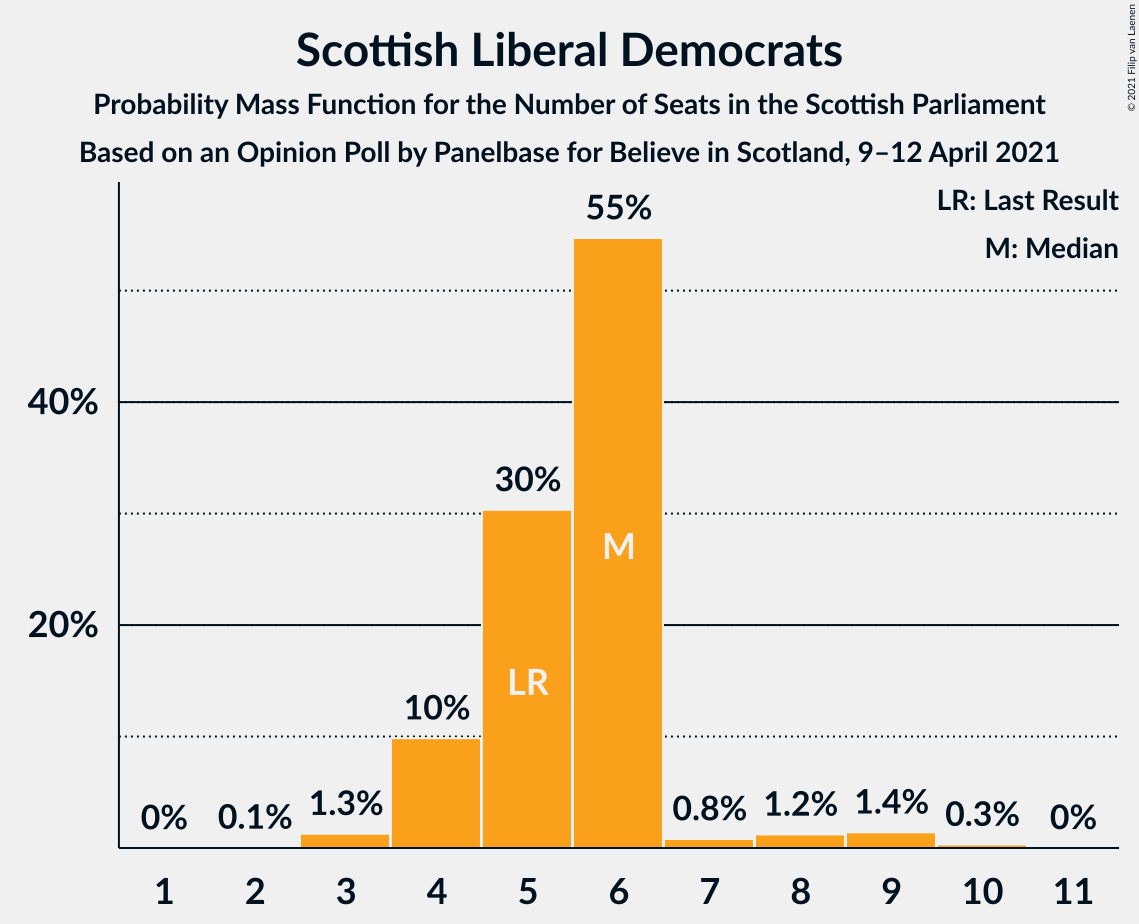 Scottish Liberal Democrats
Probability Mass Function for the Number of Seats in the Scottish Parliament
Based on an Opinion Poll by Panelbase for Believe in Scotland, 9–12 April 2021
© 2021 Filip van Laenen
LR: Last Result
M: Median
55%
40%
30%
M
20%
LR
10%
0% 0.1% 1.3% 0.8% 1.2% 1.4% 0.3% 0%
1 2 3 4 5 6 7 8 9 10 11